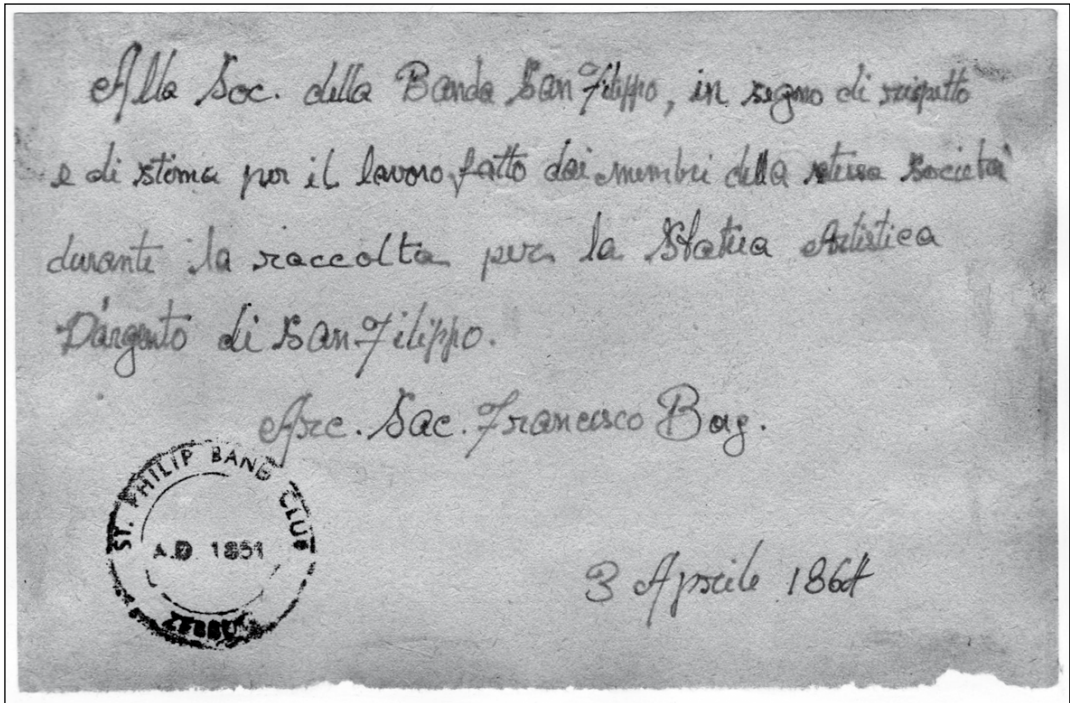 Alla Soc. della Banda San Filippo, in segno di rispetto
e di stima per il lavoro fatto dai membri della stessa Società
durante la raccolta per la Statua Artistica
D'argento di San Filippo.
Arc. Sac. Francesco Bog.
ST. PHILIP BAND CLUB
A.D. 1851
ZEBBUG
3 Aprile 1864